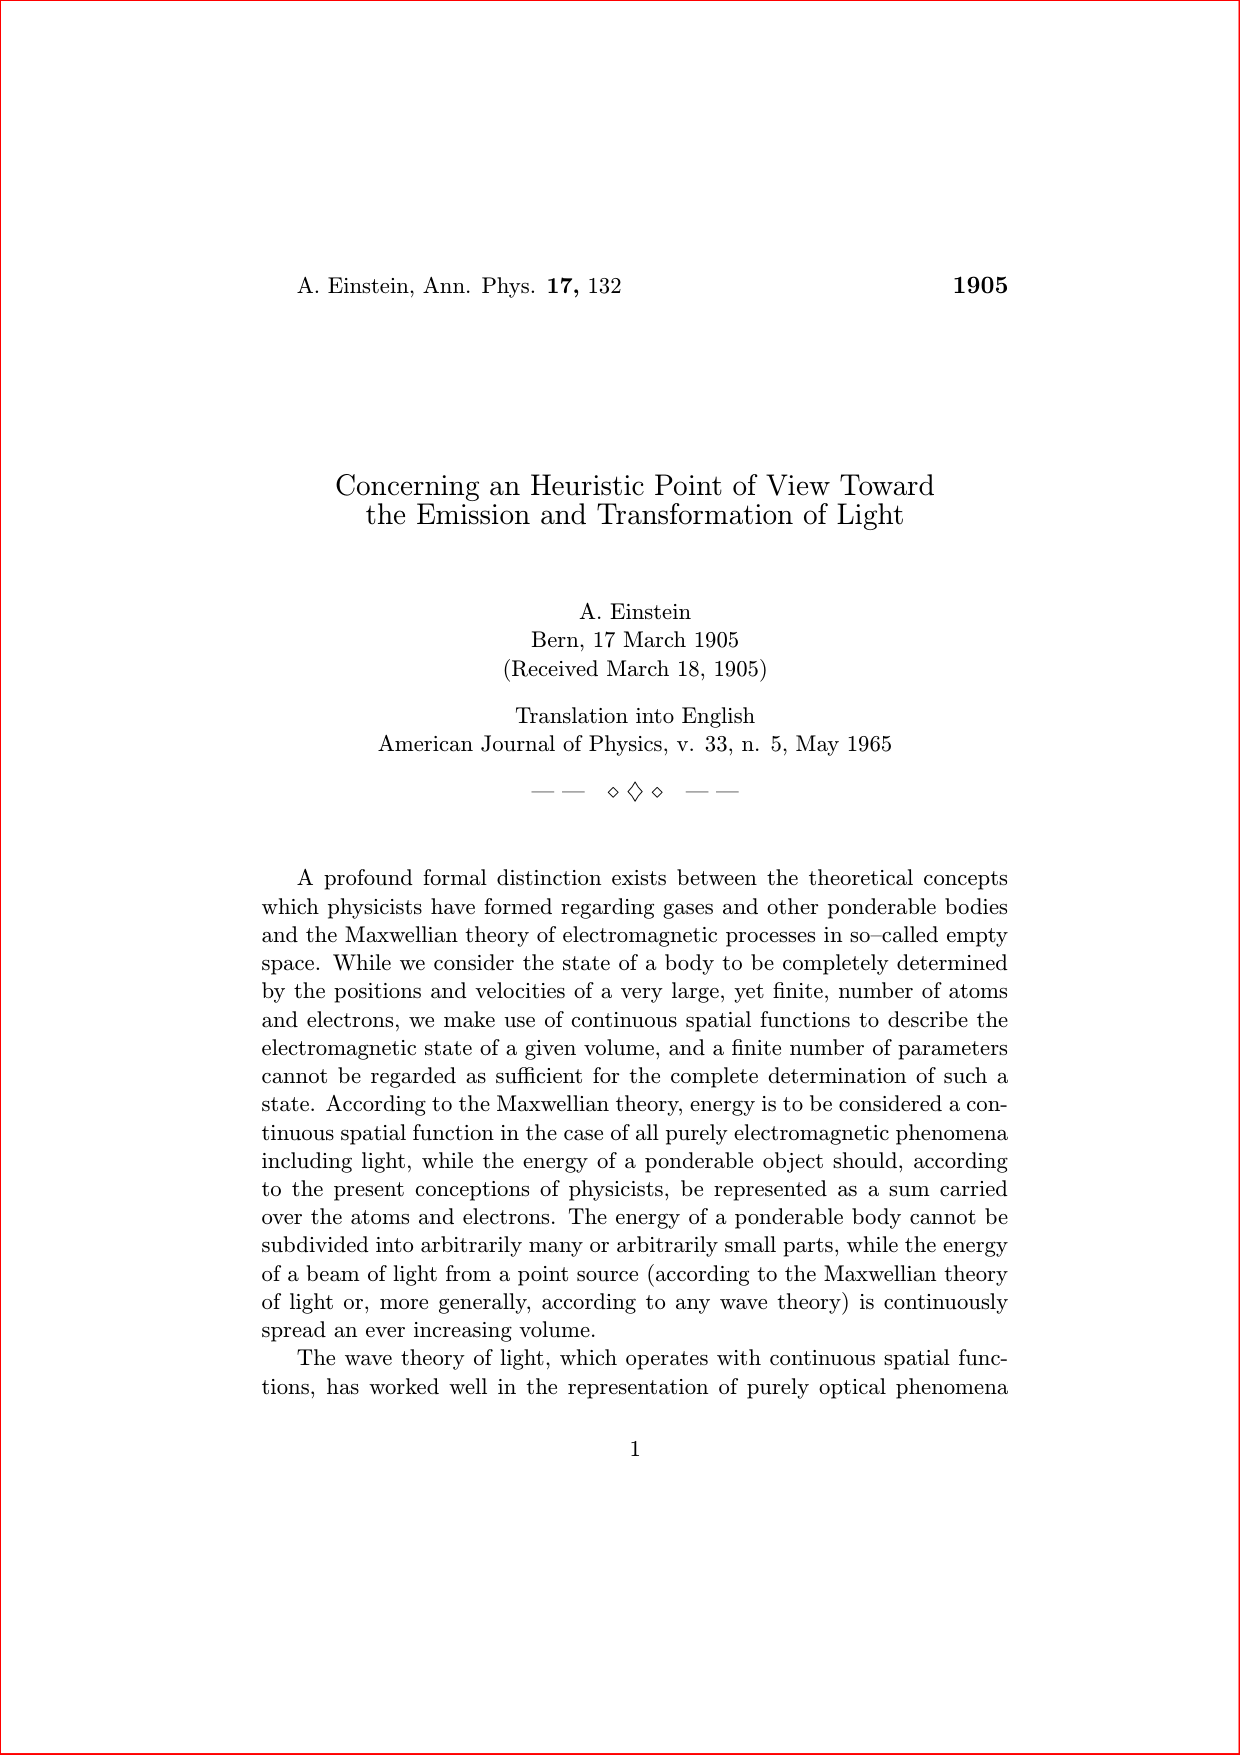 A. Einstein, Ann. Phys. 17, 132 1905
Concerning an Heuristic Point of View Toward
the Emission and Transformation of Light
A. Einstein
Bern, 17 March 1905
(Received March 18, 1905)
Translation into English
American Journal of Physics, v. 33, n. 5, May 1965
— — ⋄ ♢ ⋄ — —
A profound formal distinction exists between the theoretical concepts
which physicists have formed regarding gases and other ponderable bodies
and the Maxwellian theory of electromagnetic processes in so–called empty
space. While we consider the state of a body to be completely determined
by the positions and velocities of a very large, yet finite, number of atoms
and electrons, we make use of continuous spatial functions to describe the
electromagnetic state of a given volume, and a finite number of parameters
cannot be regarded as sufficient for the complete determination of such a
state. According to the Maxwellian theory, energy is to be considered a con-
tinuous spatial function in the case of all purely electromagnetic phenomena
including light, while the energy of a ponderable object should, according
to the present conceptions of physicists, be represented as a sum carried
over the atoms and electrons. The energy of a ponderable body cannot be
subdivided into arbitrarily many or arbitrarily small parts, while the energy
of a beam of light from a point source (according to the Maxwellian theory
of light or, more generally, according to any wave theory) is continuously
spread an ever increasing volume.
The wave theory of light, which operates with continuous spatial func-
tions, has worked well in the representation of purely optical phenomena
1